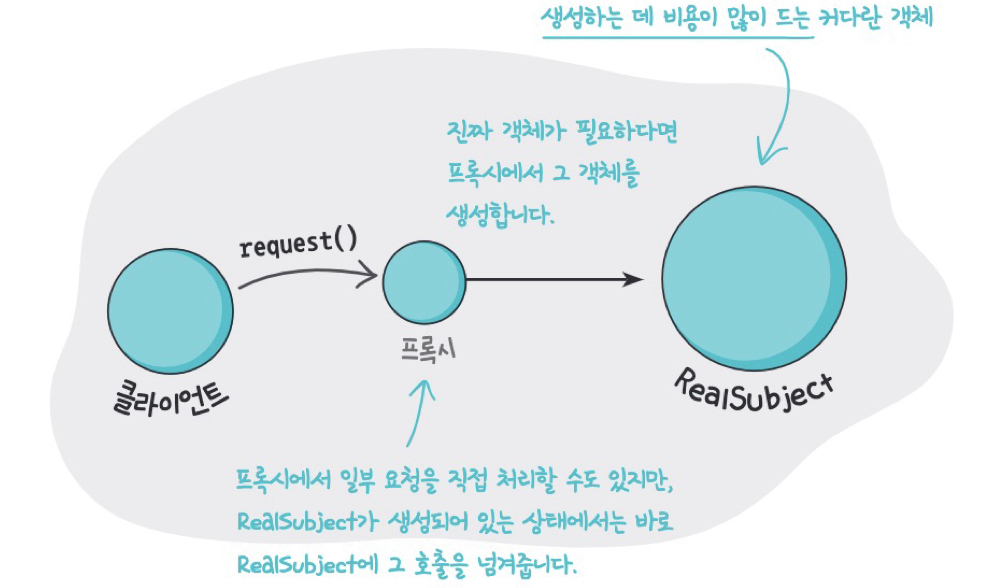 생성하는 데 비용이 많이 드는 커다란 객체
진짜 객체가 필요하다면
프록시에서 그 객체를
생성합니다.
request()
프록시
클라이언트
RealSubject
프록시에서 일부 요청을 직접 처리할 수도 있지만,
RealSubject가 생성되어 있는 상태에서는 바로
RealSubject에 그 호출을 넘겨줍니다.